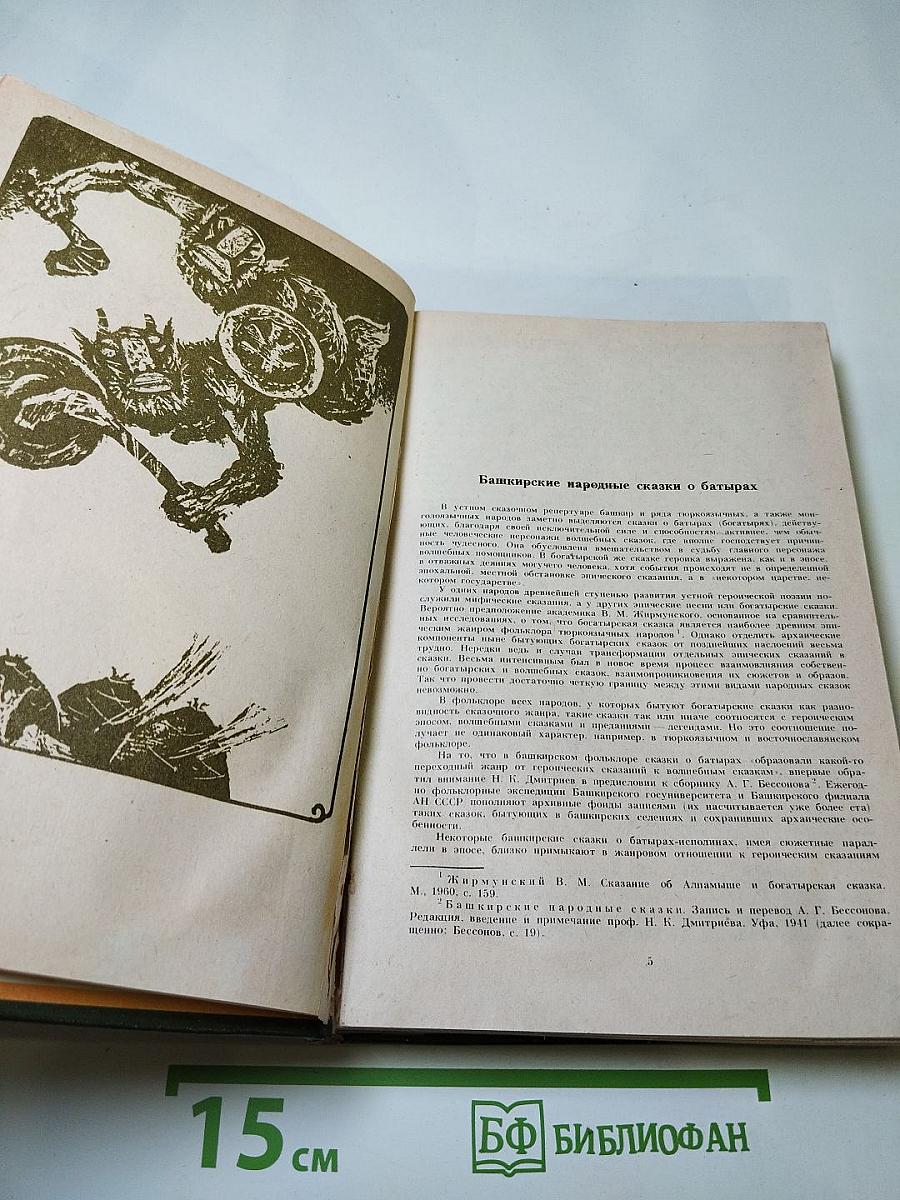 Башкирские народные сказки о батырах
В устном сказочном репертуаре башкир и ряда тюркоязычных, а также мон-
голоязычных народов заметно выделяются сказки о батырах (богатырях), действу-
ющих, благодаря своей исключительной силе и способностям, активнее, чем обыч-
ные человеческие персонажи волшебных сказок, где вполне господствует причин-
ность чудесного. Она обусловлена вмешательством в судьбу главного персонажа
волшебных помощников. В богатырской же сказке героика выражена, как и в эпосе,
в отважных деяниях могучего человека, хотя события происходят не в определенной
эпохальной, местной обстановке эпического сказания, а в «некотором царстве, не-
котором государстве».
У одних народов древнейшей ступенью развития устной героической поэзии по-
служили мифические сказания, а у других эпические песни или богатырские сказки.
Вероятно предположение академика В. М. Жирмунского, основанное на сравнитель-
ных исследованиях, о том, что богатырская сказка является наиболее древним эпи-
ческим жанром фольклора тюркоязычных народов1. Однако отделить архаические
компоненты ныне бытующих богатырских сказок от позднейших наслоений весьма
трудно. Нередки ведь и случаи трансформации отдельных эпических сказаний в
сказки. Весьма интенсивным был в новое время процесс взаимовлияния собствен-
но богатырских и волшебных сказок, взаимопроникновения их сюжетов и образов.
Так что провести достаточно четкую границу между этими видами народных сказок
невозможно.
В фольклоре всех народов, у которых бытуют богатырские сказки как разно-
видность сказочного жанра, такие сказки так или иначе соотносятся с героическим
эпосом, волшебными сказками и преданиями — легендами. Но это соотношение по-
лучает не одинаковый характер, например, в тюркоязычном и восточнославянском
фольклоре.
На то, что в башкирском фольклоре сказки о батырах «образовали какой-то
переходный жанр от героических сказаний к волшебным сказкам», впервые обра-
тил внимание Н. К. Дмитриев в предисловии к сборнику А. Г. Бессонова2. Ежегод-
но фольклорные экспедиции Башкирского госуниверситета и Башкирского филиала
АН СССР пополняют архивные фонды записями (их насчитывается уже более ста)
таких сказок, бытующих в башкирских селениях и сохранивших архаические осо-
бенности.
Некоторые башкирские сказки о батырах-исполинах, имея сюжетные парал-
лели в эпосе, близко примыкают в жанровом отношении к героическим сказаниям
1 Жирмунский В. М. Сказание об Алпамыше и богатырская сказка.
М., 1960, с. 159.
2 Башкирские народные сказки. Запись и перевод А. Г. Бессонова.
Редакция, введение и примечание проф. Н. К. Дмитриева. Уфа, 1941 (далее сокра-
щенно: Бессонов, с. 19).
5
15 см
БФ БИБЛИОФАН